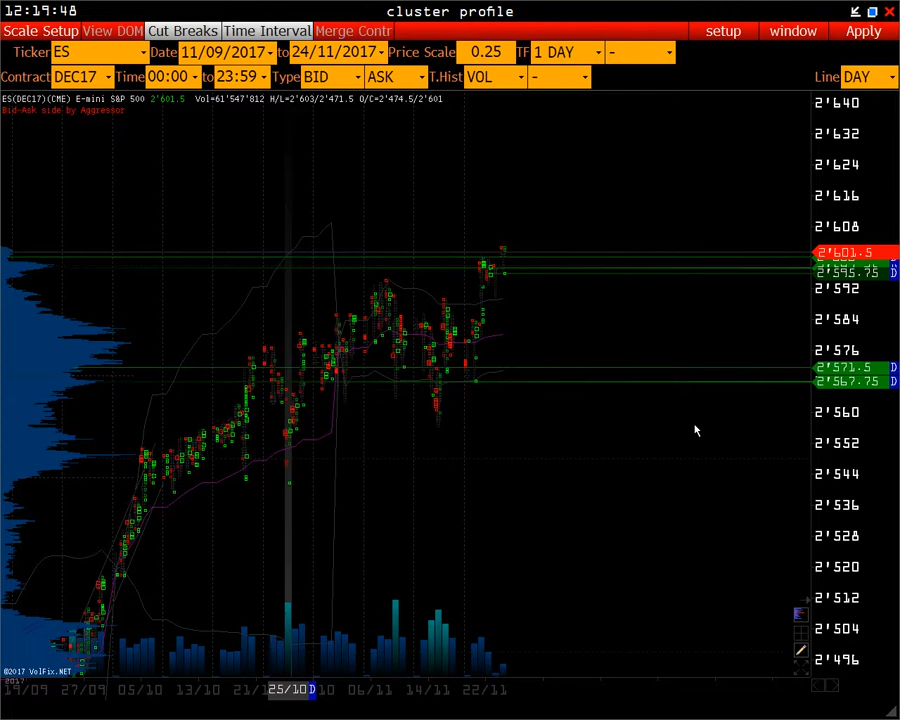 12:19:48 cluster profile
Scale Setup View DOM Cut Breaks Time Interval Merge Contr setup window Apply
Ticker ES Date 11/09/2017 to 24/11/2017 Price Scale 0.25 TF 1 DAY -
Contract DEC17 Time 00:00 to 23:59 Type BID ASK T.Hist VOL - Line DAY
ES(DEC17)(CME) E-mini S&P 500 2'601.5 Vol=61'547'812 H/L=2'603/2'471.5 O/C=2'474.5/2'601
Bid-Ask side by Aggressor
2'640
2'632
2'624
2'616
2'608
2'601.5
2'595.75 D
2'592
2'584
2'576
2'571.5 D
2'567.75 D
2'560
2'552
2'544
2'536
2'528
2'520
2'512
2'504
2'496
©2017 VolFix.NET
2017
19/09 27/09 05/10 13/10 21/1 25/10 D 10 06/11 14/11 22/11